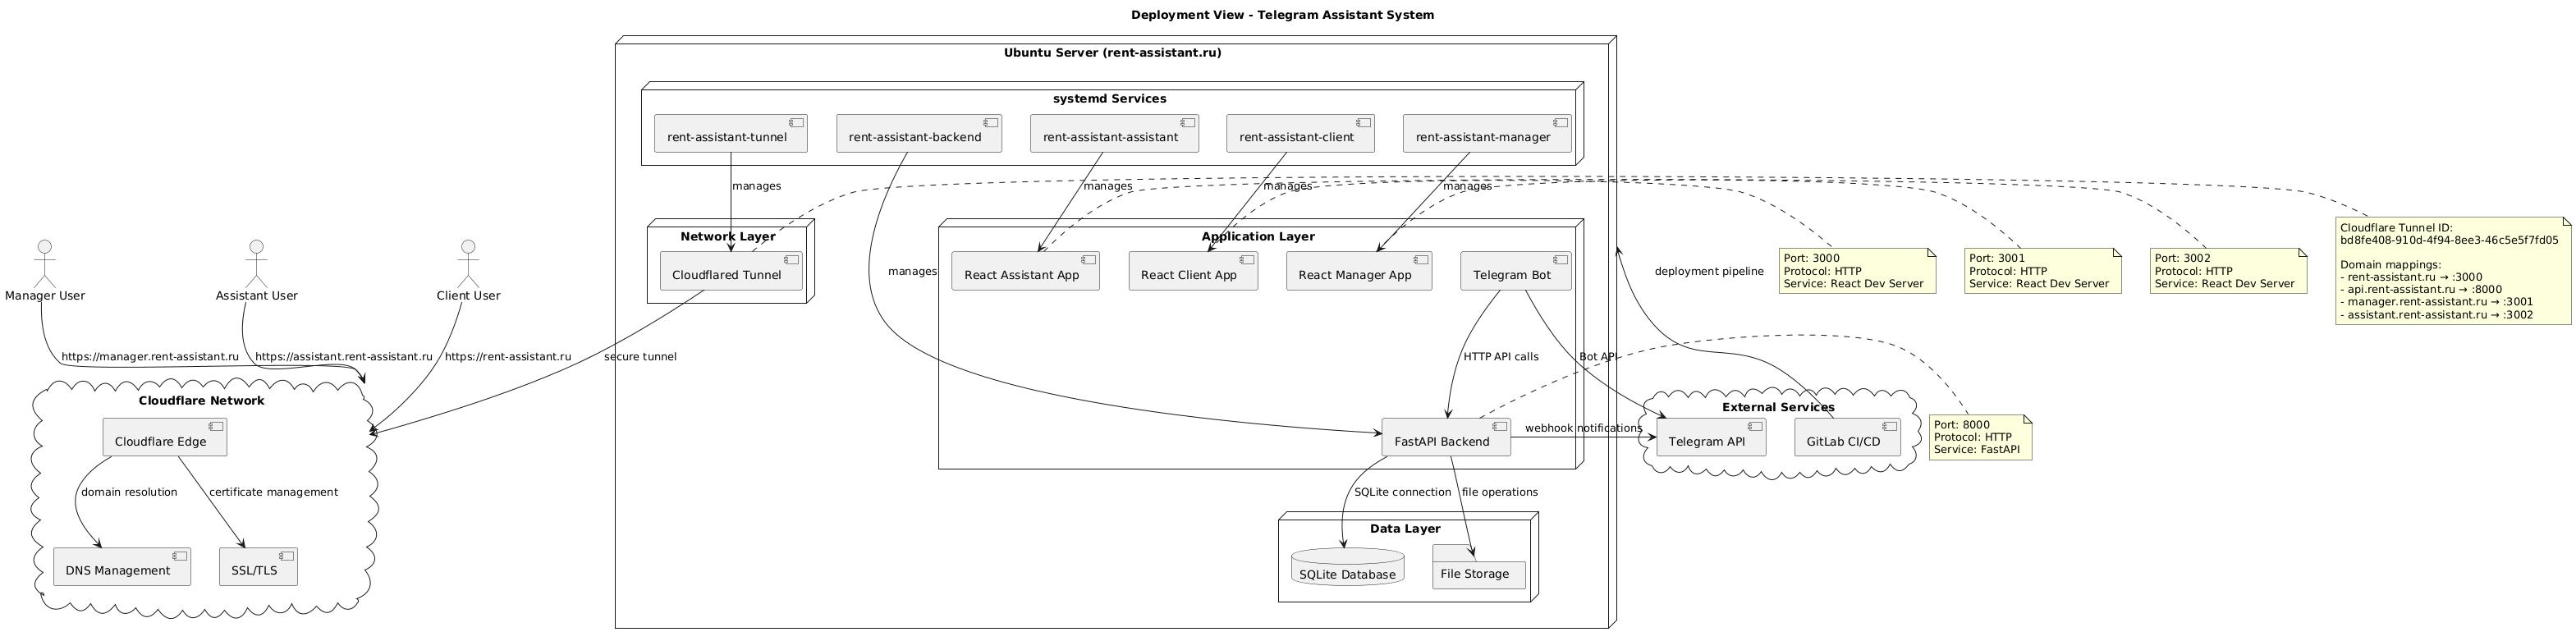 Deployment View - Telegram Assistant System
Ubuntu Server (rent-assistant.ru)
systemd Services
rent-assistant-tunnel
rent-assistant-backend
rent-assistant-assistant
rent-assistant-client
rent-assistant-manager
manages
manages
manages
manages
manages
Network Layer
Cloudflared Tunnel
Application Layer
React Assistant App
React Client App
React Manager App
Telegram Bot
Manager User
Assistant User
Client User
https://manager.rent-assistant.ru
https://assistant.rent-assistant.ru
https://rent-assistant.ru
secure tunnel
HTTP API calls
Bot API
deployment pipeline
Port: 3000
Protocol: HTTP
Service: React Dev Server
Port: 3001
Protocol: HTTP
Service: React Dev Server
Port: 3002
Protocol: HTTP
Service: React Dev Server
Cloudflare Tunnel ID:
bd8fe408-910d-4f94-8ee3-46c5e5f7fd05
Domain mappings:
- rent-assistant.ru → :3000
- api.rent-assistant.ru → :8000
- manager.rent-assistant.ru → :3001
- assistant.rent-assistant.ru → :3002
Cloudflare Network
Cloudflare Edge
domain resolution
certificate management
DNS Management
SSL/TLS
FastAPI Backend
webhook notifications
External Services
Telegram API
GitLab CI/CD
Port: 8000
Protocol: HTTP
Service: FastAPI
SQLite connection
file operations
Data Layer
SQLite Database
File Storage